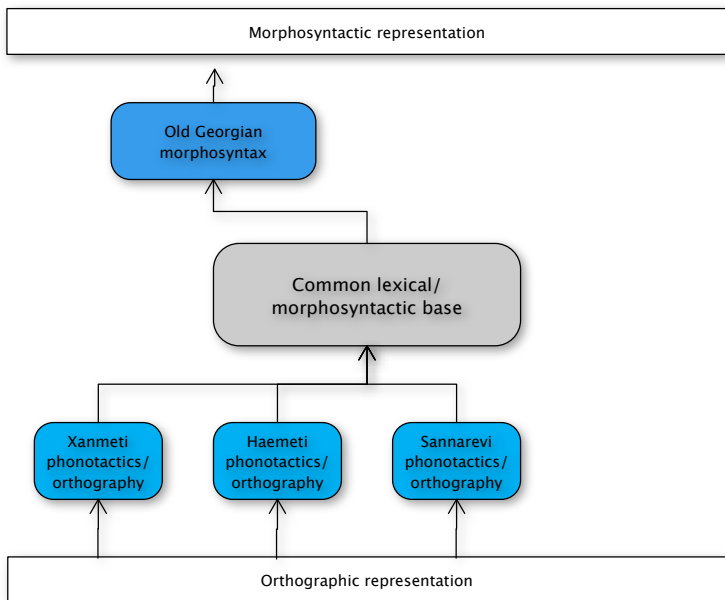 Morphosyntactic representation
Old Georgian
morphosyntax
Common lexical/
morphosyntactic base
Xanmeti
phonotactics/
orthography
Haemeti
phonotactics/
orthography
Sannarevi
phonotactics/
orthography
Orthographic representation